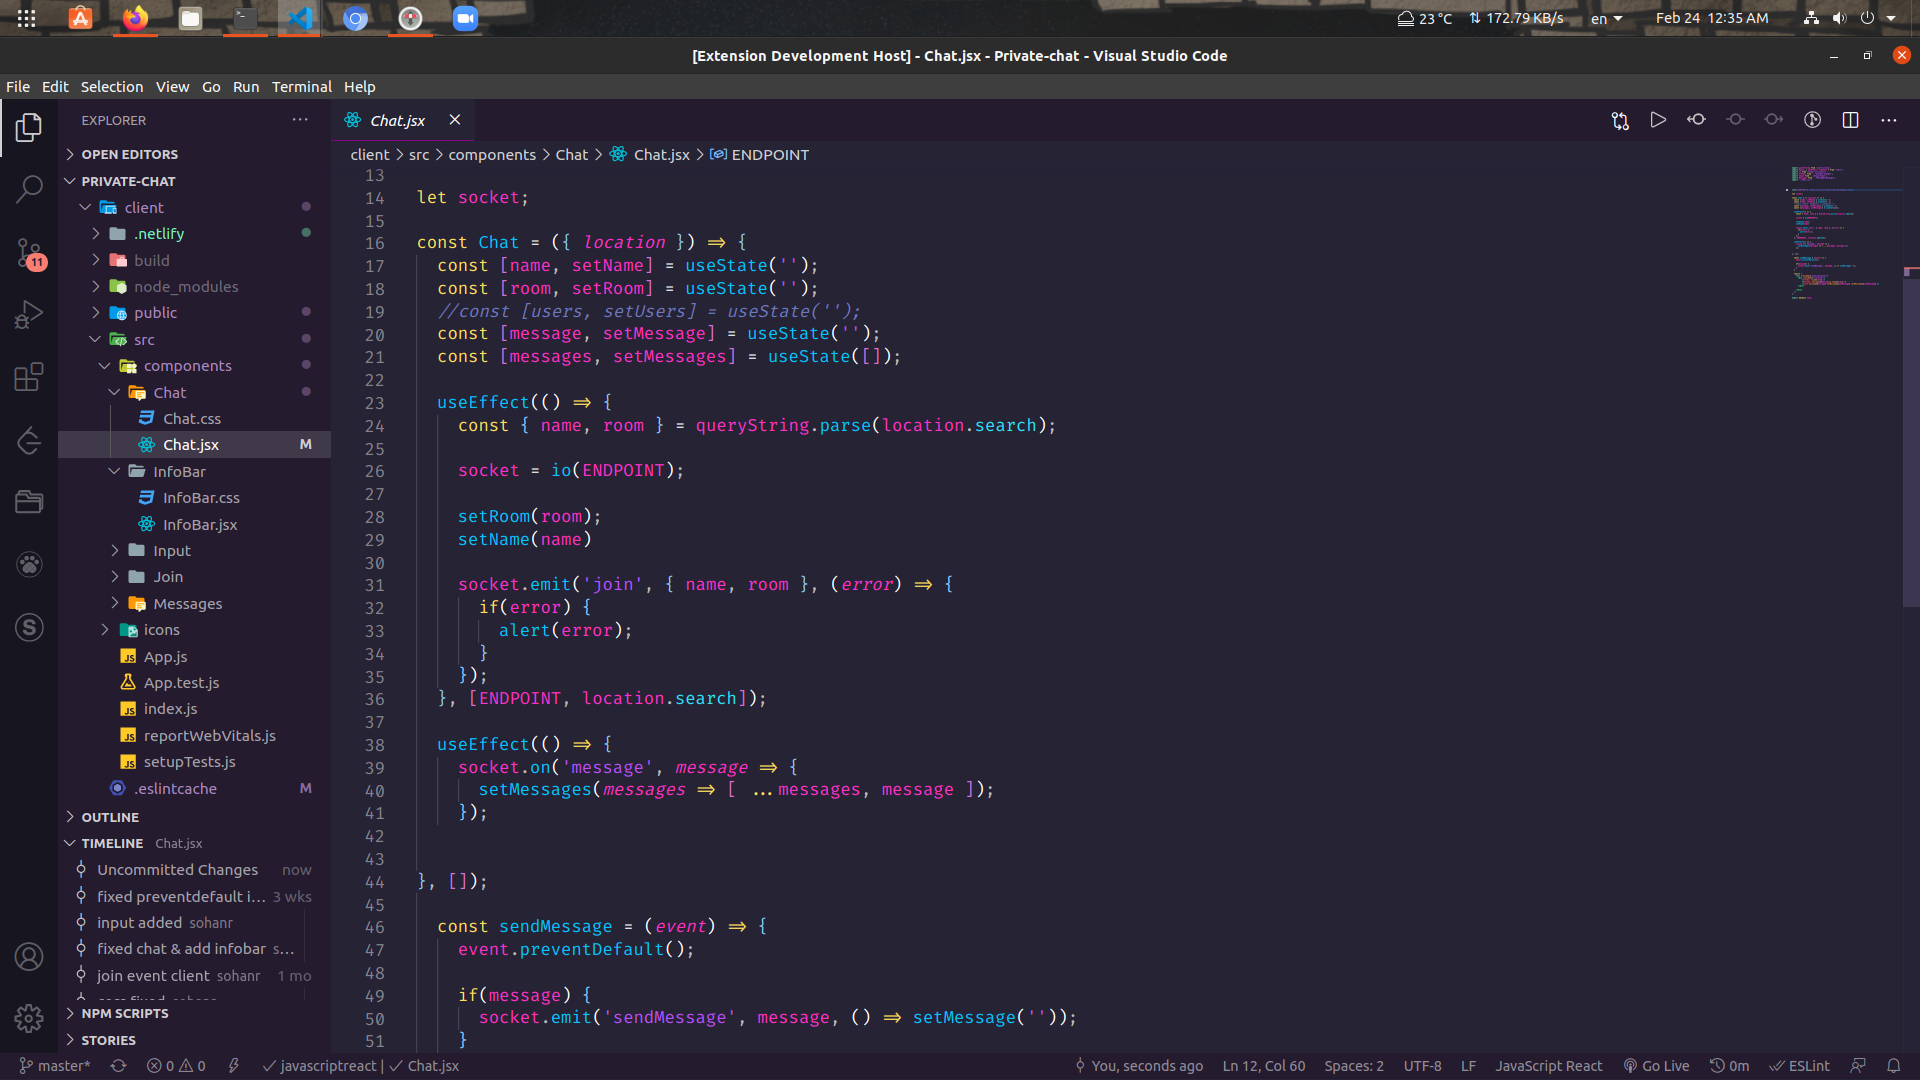 23 °C
172.79 KB/s
en
Feb 24 12:35 AM
[Extension Development Host] - Chat.jsx - Private-chat - Visual Studio Code
File Edit Selection View Go Run Terminal Help
EXPLORER
OPEN EDITORS
PRIVATE-CHAT
client
.netlify
build
node_modules
public
src
components
Chat
Chat.css
Chat.jsx M
InfoBar
InfoBar.css
InfoBar.jsx
Input
Join
Messages
icons
App.js
App.test.js
index.js
reportWebVitals.js
setupTests.js
.eslintcache M
OUTLINE
TIMELINE Chat.jsx
Uncommitted Changes now
fixed preventdefault i... 3 wks
input added sohanr
fixed chat & add infobar s...
join event client sohanr 1 mo
NPM SCRIPTS
STORIES
11
Chat.jsx
client > src > components > Chat > Chat.jsx > ENDPOINT
13
14 let socket;
15
16 const Chat = ({ location }) => {
17 const [name, setName] = useState('');
18 const [room, setRoom] = useState('');
19 //const [users, setUsers] = useState('');
20 const [message, setMessage] = useState('');
21 const [messages, setMessages] = useState([]);
22
23 useEffect(() => {
24 const { name, room } = queryString.parse(location.search);
25
26 socket = io(ENDPOINT);
27
28 setRoom(room);
29 setName(name)
30
31 socket.emit('join', { name, room }, (error) => {
32 if(error) {
33 alert(error);
34 }
35 });
36 }, [ENDPOINT, location.search]);
37
38 useEffect(() => {
39 socket.on('message', message => {
40 setMessages(messages => [ ...messages, message ]);
41 });
42
43
44 }, []);
45
46 const sendMessage = (event) => {
47 event.preventDefault();
48
49 if(message) {
50 socket.emit('sendMessage', message, () => setMessage(''));
51 }
master* 0 0 javascriptreact | Chat.jsx You, seconds ago Ln 12, Col 60 Spaces: 2 UTF-8 LF JavaScript React Go Live 0m ESLint